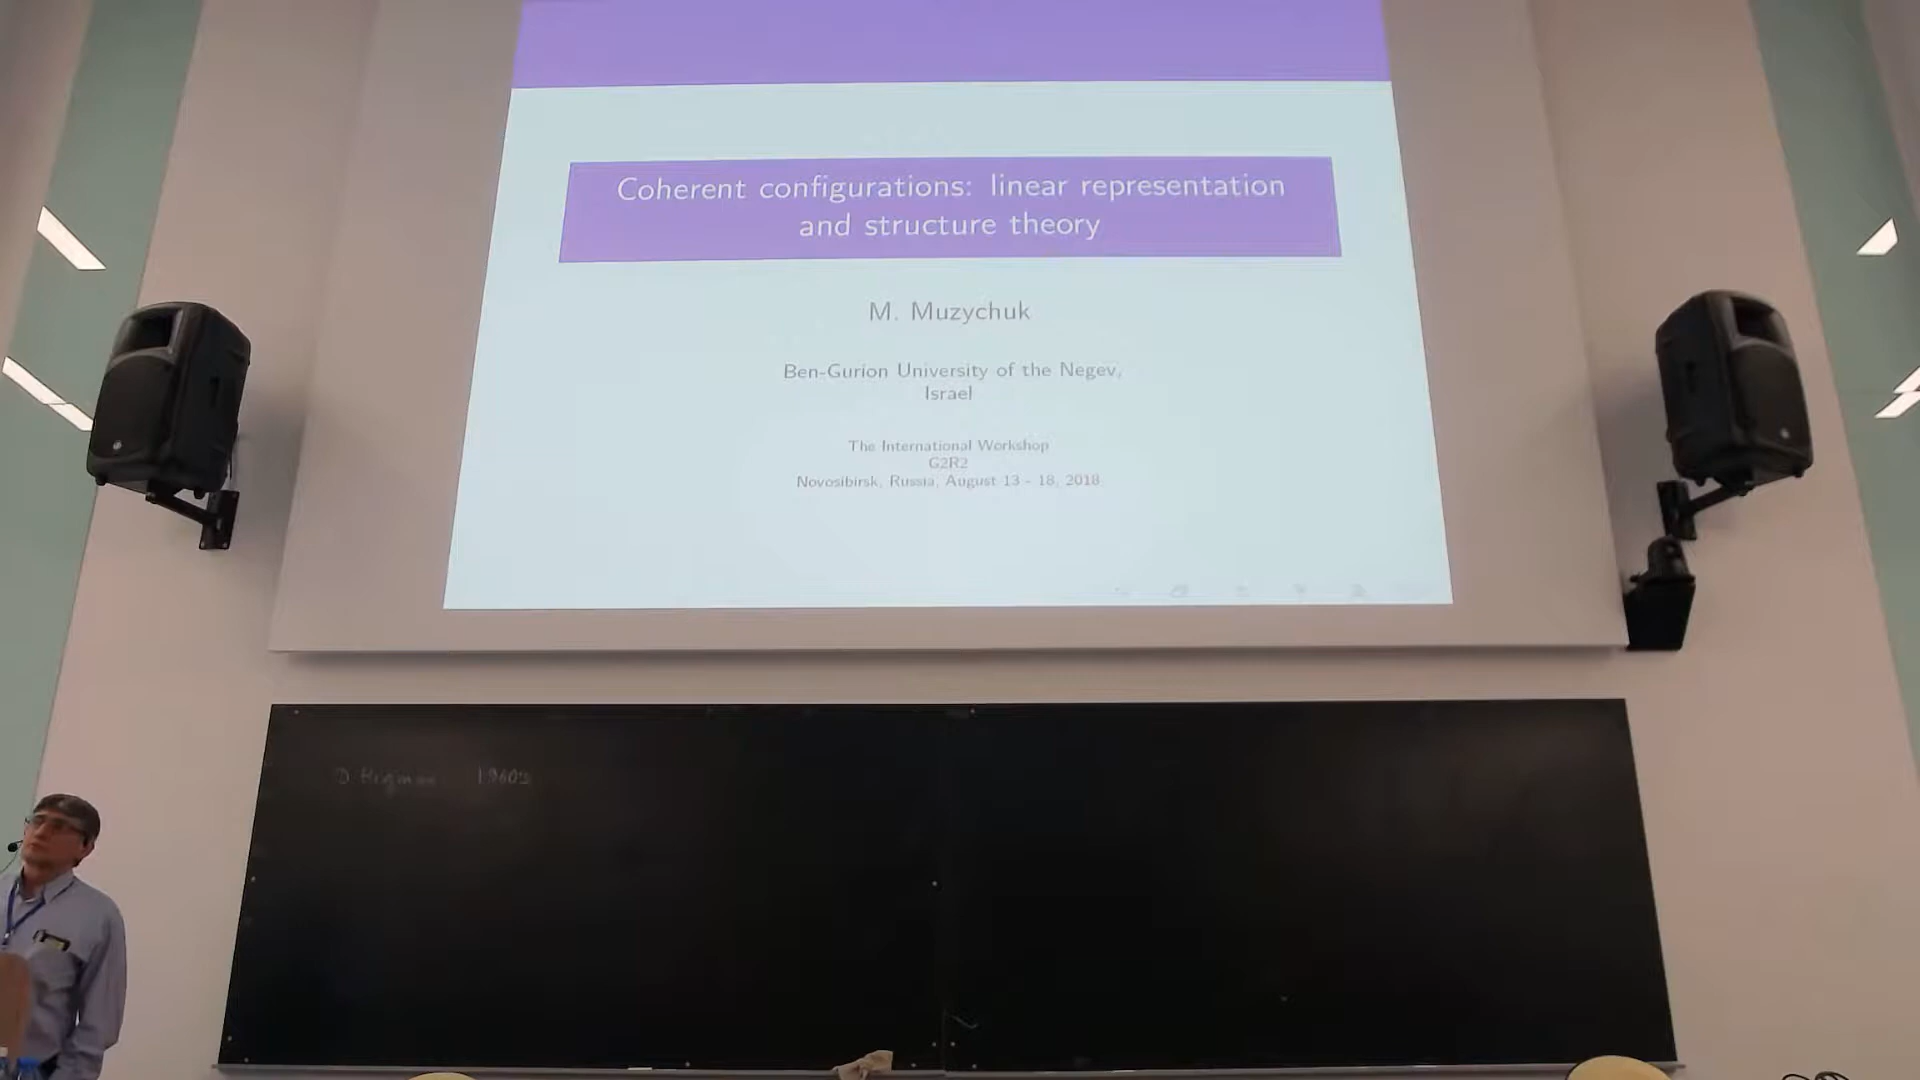 Coherent configurations: linear representation
and structure theory
M. Muzychuk
Ben-Gurion University of the Negev,
Israel
The International Workshop
G2R2
Novosibirsk, Russia, August 13 - 18, 2018
D. 1960s